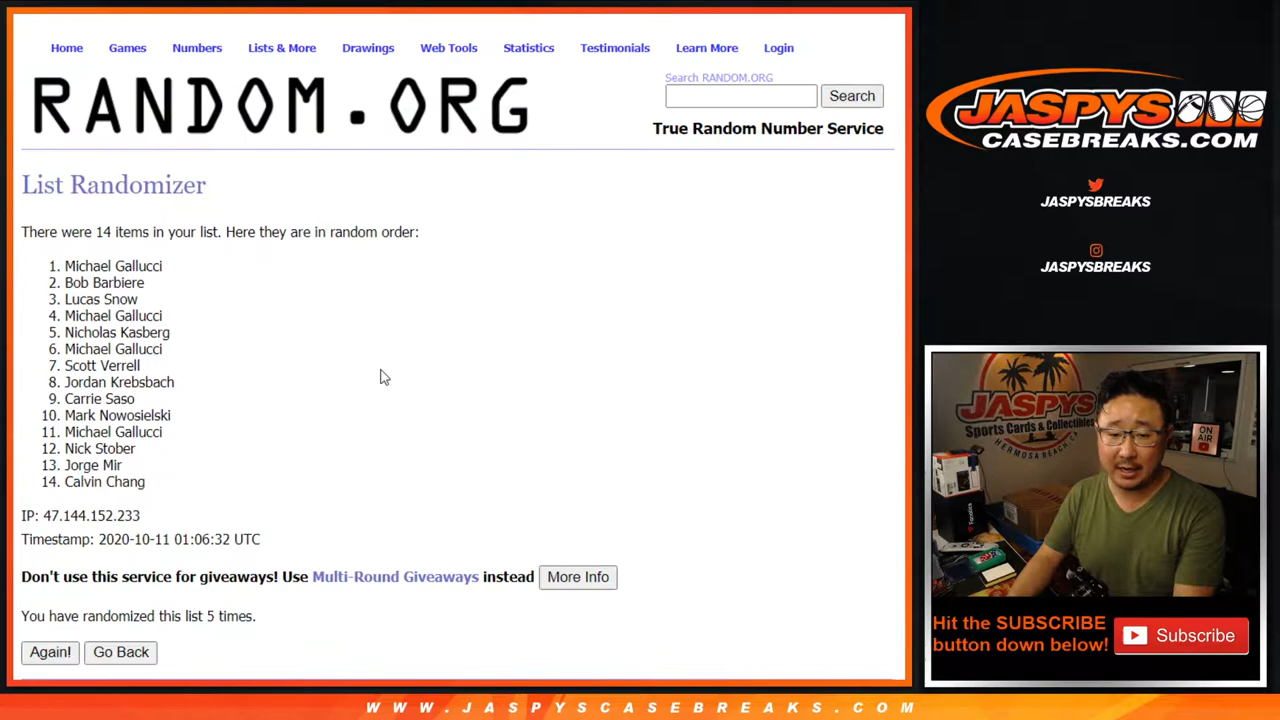 Home Games Numbers Lists & More Drawings Web Tools Statistics Testimonials Learn More Login
RANDOM.ORG
Search RANDOM.ORG
Search
True Random Number Service
List Randomizer
There were 14 items in your list. Here they are in random order:
1. Michael Gallucci
2. Bob Barbiere
3. Lucas Snow
4. Michael Gallucci
5. Nicholas Kasberg
6. Michael Gallucci
7. Scott Verrell
8. Jordan Krebsbach
9. Carrie Saso
10. Mark Nowosielski
11. Michael Gallucci
12. Nick Stober
13. Jorge Mir
14. Calvin Chang
IP: 47.144.152.233
Timestamp: 2020-10-11 01:06:32 UTC
Don't use this service for giveaways! Use Multi-Round Giveaways instead More Info
You have randomized this list 5 times.
Again! Go Back
JASPYS
CASEBREAKS.COM
JASPYSBREAKS
JASPYSBREAKS
JASPYS
Sports Cards & Collectibles
HERMOSA BEACH, CA
ON
AIR
Fanatics
Hit the SUBSCRIBE
button down below!
Subscribe
WWW.JASPYSCASEBREAKS.COM